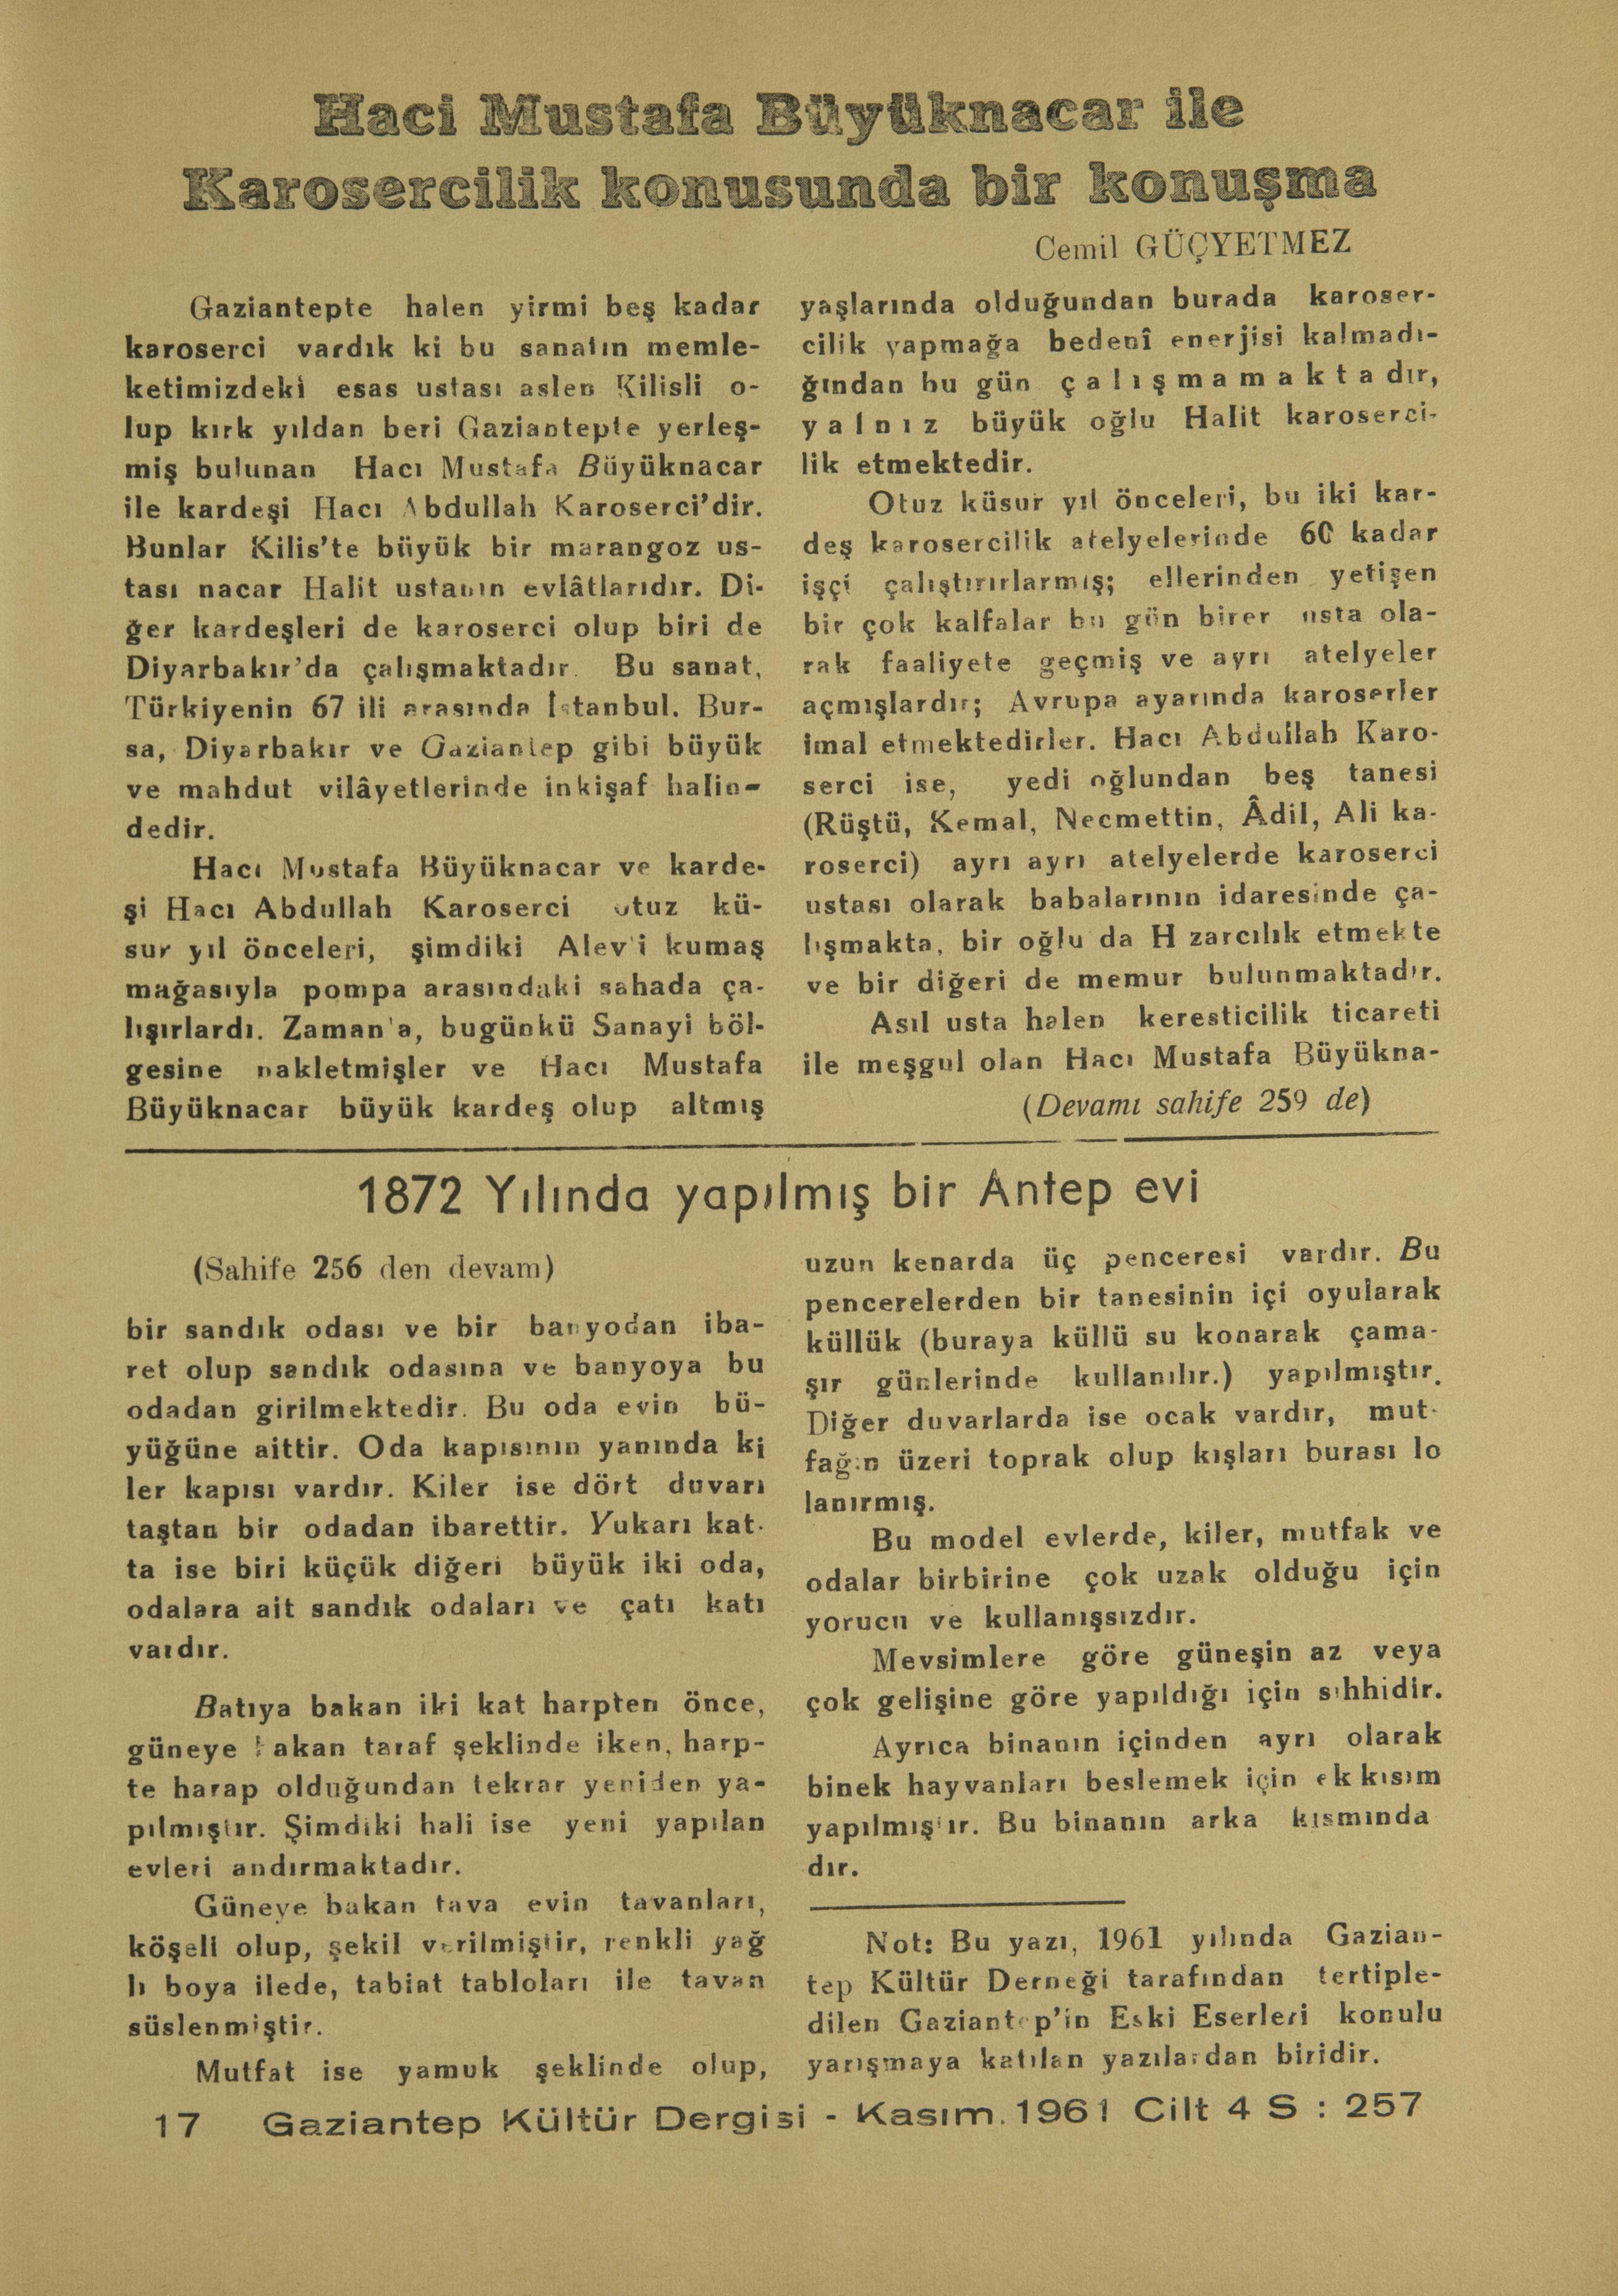 Haci Mustafa Büyüknacar ile
Karosercilik konusunda bir konuşma
Cemil GÜÇYETMEZ
Gaziantepte halen yirmi beş kadar
karoserci vardık ki bu sanatın memle-
ketimizdeki esas ustası aslen Kilisli o-
lup kırk yıldan beri Gaziantepte yerleş-
miş bulunan Hacı Mustafa Büyüknacar
ile kardeşi Hacı Abdullah Karoserci'dir.
Bunlar Kilis'te büyük bir marangoz us-
tası nacar Halit ustanın evlâtlarıdır. Di-
ğer kardeşleri de karoserci olup biri de
Diyarbakır'da çalışmaktadır. Bu sanat,
Türkiyenin 67 ili arasında İstanbul. Bur-
sa, Diyarbakır ve Gaziantep gibi büyük
ve mahdut vilâyetlerinde inkişaf halin-
dedir.
Hacı Mustafa Büyüknacar ve karde-
şi Hacı Abdullah Karoserci otuz kü-
sur yıl önceleri, şimdiki Alev'i kumaş
mağasıyla pompa arasındaki sahada ça-
lışırlardı. Zaman'a, bugünkü Sanayi böl-
gesine nakletmişler ve Hacı Mustafa
Büyüknacar büyük kardeş olup altmış
yaşlarında olduğundan burada karoser-
cilik yapmağa bedenî enerjisi kalmadı-
ğından bu gün çalışmamaktadır,
yalnız büyük oğlu Halit karoserci-
lik etmektedir.
Otuz küsur yıl önceleri, bu iki kar-
deş karosercilik atelyelerinde 60 kadar
işçi çalıştırırlarmış; ellerinden yetişen
bir çok kalfalar bu gün birer usta ola-
rak faaliyete geçmiş ve ayrı atelyeler
açmışlardır; Avrupa ayarında karoserler
imal etmektedirler. Hacı Abdullah Karo-
serci ise, yedi oğlundan beş tanesi
(Rüştü, Kemal, Necmettin, Âdil, Ali ka-
roserci) ayrı ayrı atelyelerde karoserci
ustası olarak babalarının idaresinde ça-
lışmakta, bir oğlu da H zarcılık etmekte
ve bir diğeri de memur bulunmaktadır.
Asıl usta halen keresticilik ticareti
ile meşgul olan Hacı Mustafa Büyükna-
(Devamı sahife 259 de)
1872 Yılında yapılmış bir Antep evi
(Sahife 256 den devam)
bir sandık odası ve bir banyodan iba-
ret olup sandık odasına ve banyoya bu
odadan girilmektedir. Bu oda evin bü-
yüğüne aittir. Oda kapısının yanında ki
ler kapısı vardır. Kiler ise dört duvarı
taştan bir odadan ibarettir. Yukarı kat-
ta ise biri küçük diğeri büyük iki oda,
odalara ait sandık odaları ve çatı katı
vardır.
Batıya bakan iki kat harpten önce,
güneye bakan taraf şeklinde iken, harp-
te harap olduğundan tekrar yeniden ya-
pılmıştır. Şimdiki hali ise yeni yapılan
evleri andırmaktadır.
Güneye bakan tava evin tavanları,
köşeli olup, şekil verilmiştir, renkli yağ
lı boya ilede, tabiat tabloları ile tavan
süslenmiştir.
Mutfat ise yamuk şeklinde olup,
uzun kenarda üç penceresi vardır. Bu
pencerelerden bir tanesinin içi oyularak
küllük (buraya küllü su konarak çama-
şır günlerinde kullanılır.) yapılmıştır.
Diğer duvarlarda ise ocak vardır, mut-
fağın üzeri toprak olup kışları burası lo
lanırmış.
Bu model evlerde, kiler, mutfak ve
odalar birbirine çok uzak olduğu için
yorucu ve kullanışsızdır.
Mevsimlere göre güneşin az veya
çok gelişine göre yapıldığı için sıhhidir.
Ayrıca binanın içinden ayrı olarak
binek hayvanları beslemek için ek kısım
yapılmıştır. Bu binanın arka kısmında
dır.
Not: Bu yazı, 1961 yılında Gazian-
tep Kültür Derneği tarafından tertiple-
dilen Gaziantep'in Eski Eserleri konulu
yarışmaya katılan yazılardan biridir.
17 Gaziantep Kültür Dergisi - Kasım. 1961 Cilt 4 S : 257